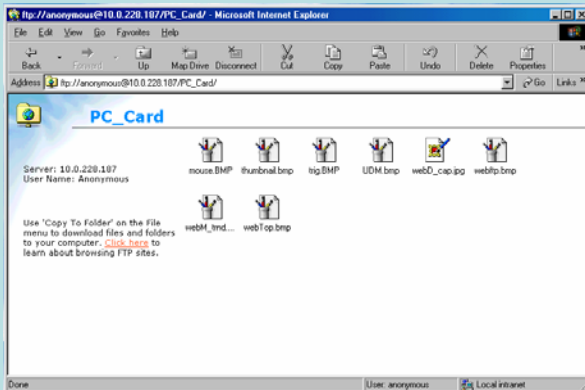 ftp://anonymous@10.0.228.187/PC_Card/ - Microsoft Internet Explorer
File Edit View Go Favorites Help
Back Forward Up Map Drive Disconnect Cut Copy Paste Undo Delete Properties
Address ftp://anonymous@10.0.228.187/PC_Card/ Go Links
PC_Card
Server: 10.0.228.187
User Name: Anonymous
mouse.BMP thumbnail.bmp trig.BMP UDM.bmp webD_cap.jpg webftp.bmp
webM_tmd.... webTop.bmp
Use 'Copy To Folder' on the File
menu to download files and folders
to your computer. Click here to
learn about browsing FTP sites.
Done User: anonymous Local intranet